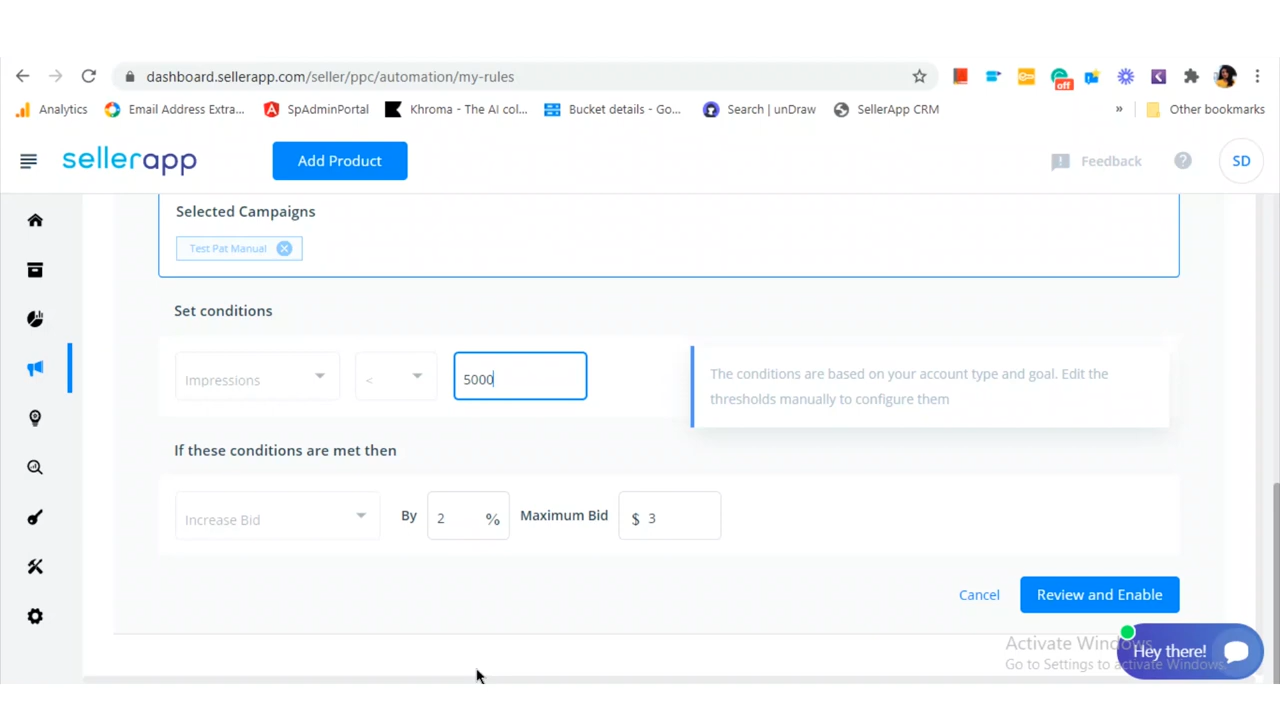 dashboard.sellerapp.com/seller/ppc/automation/my-rules
off
Analytics Email Address Extra... SpAdminPortal Khroma - The AI col... Bucket details - Go... Search | unDraw SellerApp CRM » Other bookmarks
sellerapp Add Product Feedback ? SD
Selected Campaigns
Test Pat Manual
Set conditions
Impressions < 5000
The conditions are based on your account type and goal. Edit the
thresholds manually to configure them
If these conditions are met then
Increase Bid By 2 % Maximum Bid $ 3
Cancel Review and Enable
Activate Windows
Hey there!
Go to Settings to activate Windows.